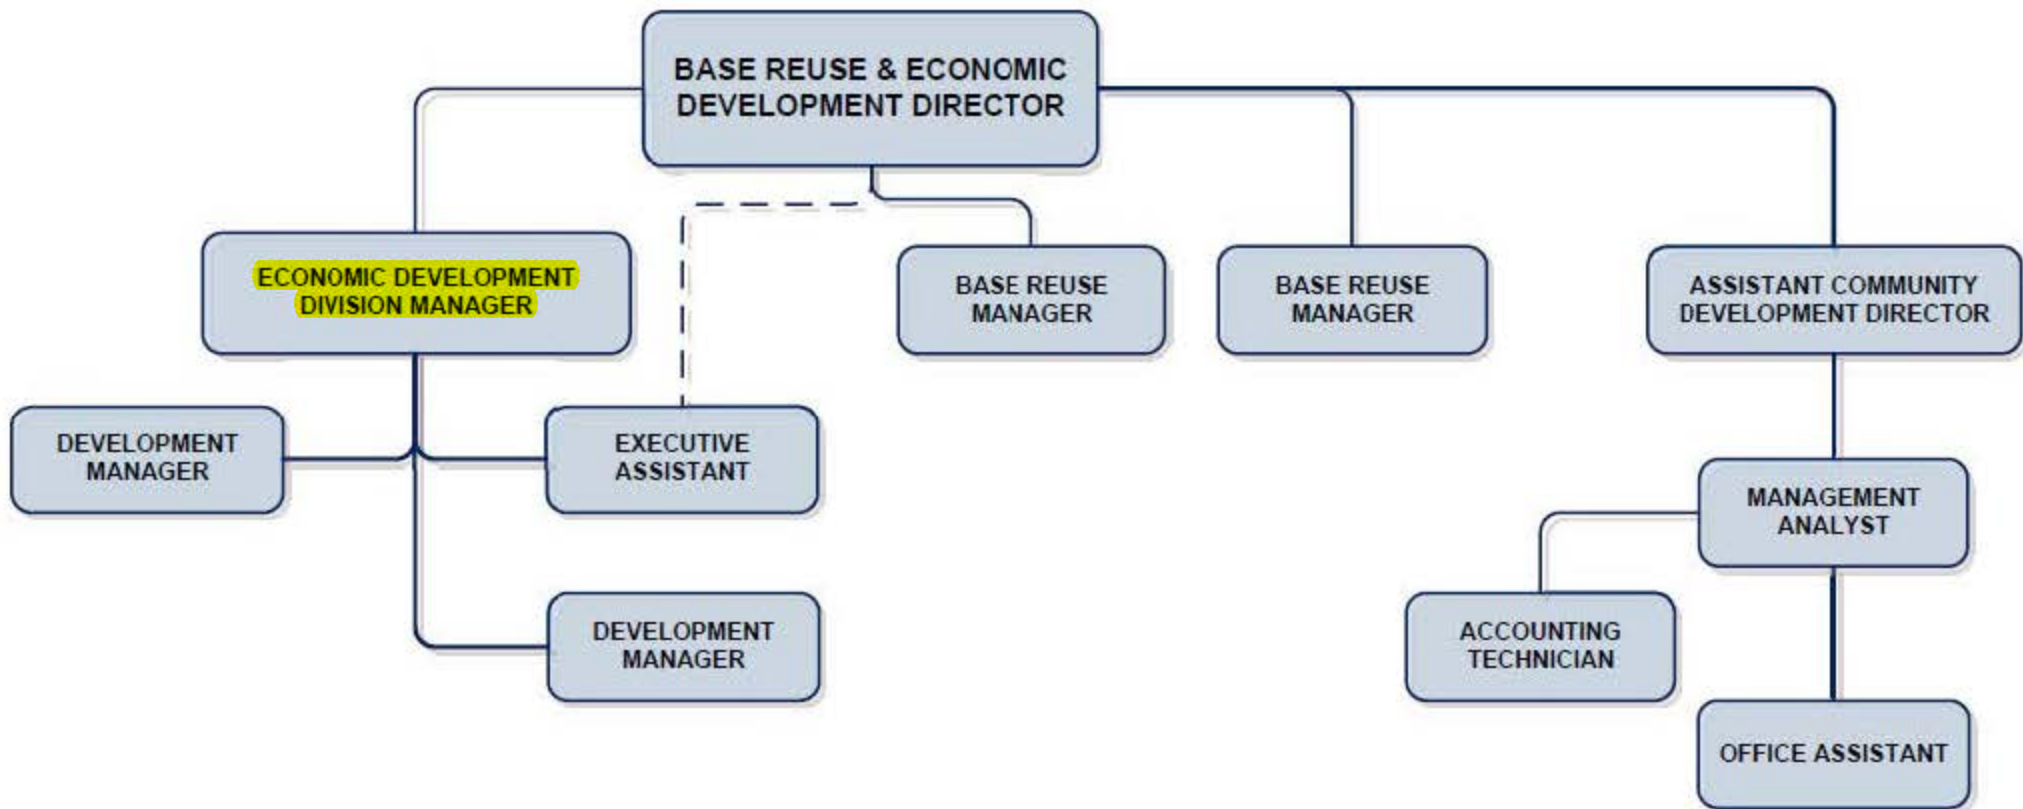 BASE REUSE & ECONOMIC
DEVELOPMENT DIRECTOR
ECONOMIC DEVELOPMENT
DIVISION MANAGER
BASE REUSE
MANAGER
BASE REUSE
MANAGER
ASSISTANT COMMUNITY
DEVELOPMENT DIRECTOR
DEVELOPMENT
MANAGER
EXECUTIVE
ASSISTANT
MANAGEMENT
ANALYST
DEVELOPMENT
MANAGER
ACCOUNTING
TECHNICIAN
OFFICE ASSISTANT